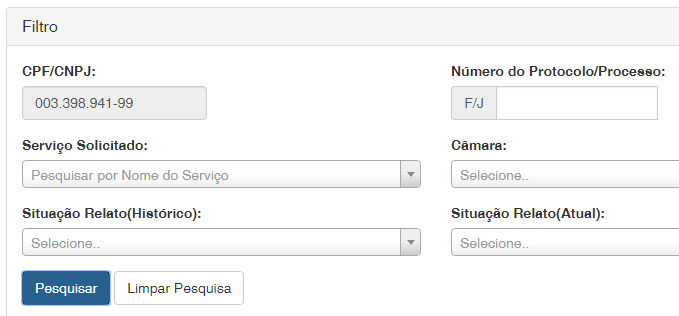 Filtro
CPF/CNPJ: Número do Protocolo/Processo:
003.398.941-99 F/J
Serviço Solicitado: Câmara:
Pesquisar por Nome do Serviço Selecione..
Situação Relato(Histórico): Situação Relato(Atual):
Selecione.. Selecione..
Pesquisar Limpar Pesquisa